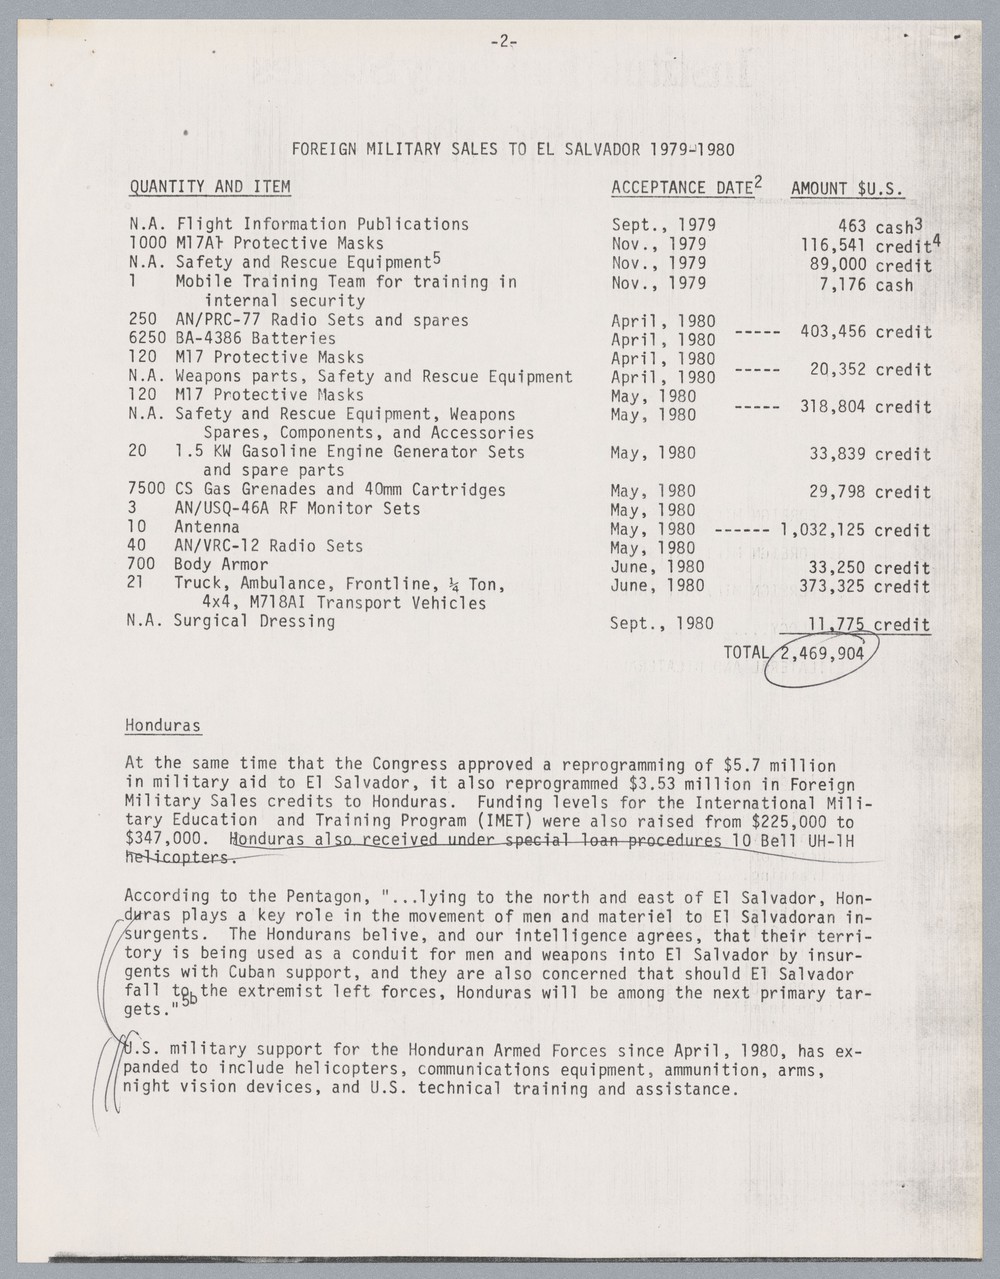 -2-
FOREIGN MILITARY SALES TO EL SALVADOR 1979-1980
QUANTITY AND ITEM ACCEPTANCE DATE2 AMOUNT $U.S.
N.A. Flight Information Publications Sept., 1979 463 cash3
1000 M17A1 Protective Masks Nov., 1979 116,541 credit4
N.A. Safety and Rescue Equipment5 Nov., 1979 89,000 credit
1 Mobile Training Team for training in Nov., 1979 7,176 cash
internal security
250 AN/PRC-77 Radio Sets and spares April, 1980
6250 BA-4386 Batteries April, 1980 ----- 403,456 credit
120 M17 Protective Masks April, 1980
N.A. Weapons parts, Safety and Rescue Equipment April, 1980 ----- 20,352 credit
120 M17 Protective Masks May, 1980
N.A. Safety and Rescue Equipment, Weapons May, 1980 ----- 318,804 credit
Spares, Components, and Accessories
20 1.5 KW Gasoline Engine Generator Sets May, 1980 33,839 credit
and spare parts
7500 CS Gas Grenades and 40mm Cartridges May, 1980 29,798 credit
3 AN/USQ-46A RF Monitor Sets May, 1980
10 Antenna May, 1980 ------ 1,032,125 credit
40 AN/VRC-12 Radio Sets May, 1980
700 Body Armor June, 1980 33,250 credit
21 Truck, Ambulance, Frontline, ¼ Ton, June, 1980 373,325 credit
4x4, M718AI Transport Vehicles
N.A. Surgical Dressing Sept., 1980 11,775 credit
TOTAL 2,469,904
Honduras
At the same time that the Congress approved a reprogramming of $5.7 million
in military aid to El Salvador, it also reprogrammed $3.53 million in Foreign
Military Sales credits to Honduras. Funding levels for the International Mili-
tary Education and Training Program (IMET) were also raised from $225,000 to
$347,000. Honduras also received under special loan procedures 10 Bell UH-1H
helicopters.
According to the Pentagon, "...lying to the north and east of El Salvador, Hon-
duras plays a key role in the movement of men and materiel to El Salvadoran in-
surgents. The Hondurans belive, and our intelligence agrees, that their terri-
tory is being used as a conduit for men and weapons into El Salvador by insur-
gents with Cuban support, and they are also concerned that should El Salvador
fall to the extremist left forces, Honduras will be among the next primary tar-
gets."5b
U.S. military support for the Honduran Armed Forces since April, 1980, has ex-
panded to include helicopters, communications equipment, ammunition, arms,
night vision devices, and U.S. technical training and assistance.